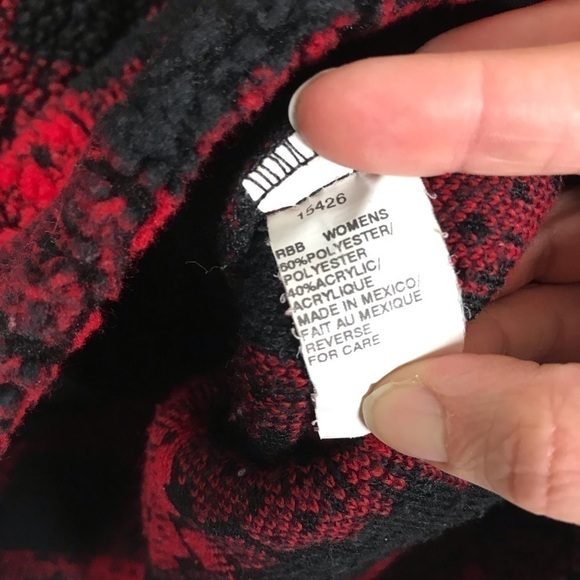 15426
RBB WOMENS
60%POLYESTER/
POLYESTER
40%ACRYLIC/
ACRYLIQUE
MADE IN MEXICO/
FAIT AU MEXIQUE
REVERSE
FOR CARE